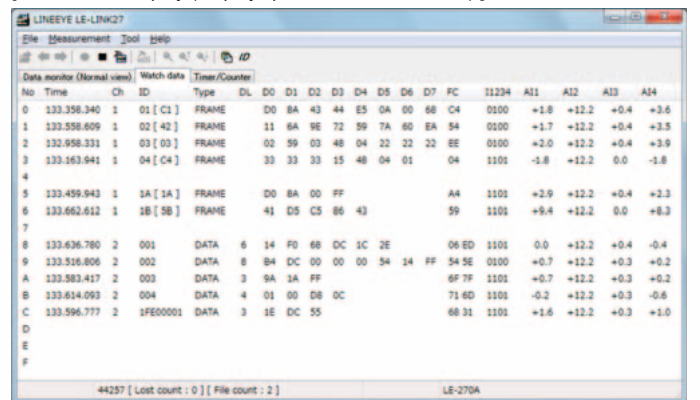 LINEEYE LE-LINK27
File Measurement Tool Help
Data monitor (Normal view) Watch data Timer/Counter
No Time Ch ID Type DL D0 D1 D2 D3 D4 D5 D6 D7 FC I1234 AI1 AI2 AI3 AI4
0 133.358.340 1 01 [ C1 ] FRAME D0 8A 43 44 E5 0A 00 68 C4 0100 +1.8 +12.2 +0.4 +3.6
1 133.558.609 1 02 [ 42 ] FRAME 11 6A 9E 72 59 7A 60 EA 54 0100 +1.7 +12.2 +0.4 +3.5
2 132.958.331 1 03 [ 03 ] FRAME 02 59 03 48 04 22 22 22 EE 0100 +2.0 +12.2 +0.4 +3.9
3 133.163.941 1 04 [ C4 ] FRAME 33 33 33 15 48 04 01 04 1101 -1.8 +12.2 0.0 -1.8
4
5 133.459.943 1 1A [ 1A ] FRAME D0 BA 00 FF A4 1101 +2.9 +12.2 +0.4 +2.3
6 133.662.612 1 1B [ 5B ] FRAME 41 D5 C5 86 43 59 1101 +9.4 +12.2 0.0 +8.3
7
8 133.636.780 2 001 DATA 6 14 F0 68 DC 1C 2E 06 ED 1101 0.0 +12.2 +0.4 -0.4
9 133.516.806 2 002 DATA 8 B4 DC 00 00 00 54 14 FF 54 5E 0100 +0.7 +12.2 +0.3 +0.2
A 133.583.417 2 003 DATA 3 9A 1A FF 6F 7F 1101 +0.7 +12.2 +0.3 +0.2
B 133.614.093 2 004 DATA 4 01 00 D8 0C 71 6D 1101 -0.2 +12.2 +0.3 -0.6
C 133.596.777 2 1FE00001 DATA 3 1E DC 55 68 31 1101 +1.6 +12.2 +0.3 +1.0
D
E
F
44257 [ Lost count : 0 ] [ File count : 2 ] LE-270A